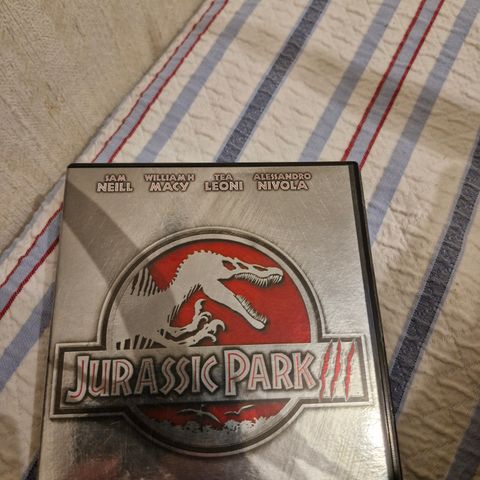 SAM NEILL WILLIAM H MACY TEA LEONI ALESSANDRO NIVOLA
JURASSIC PARK III